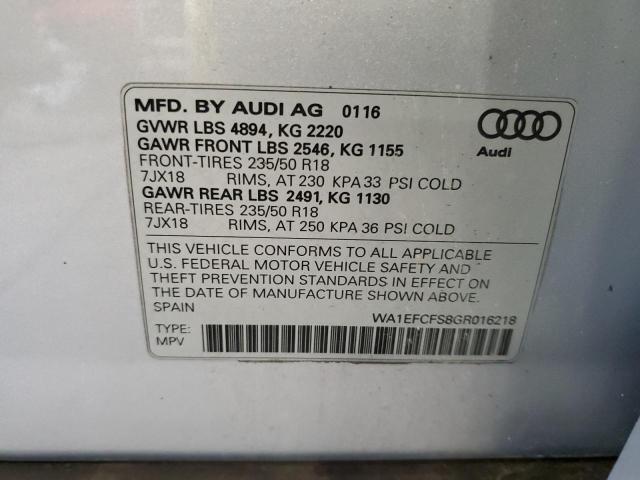 MFD. BY AUDI AG 0116
GVWR LBS 4894, KG 2220
GAWR FRONT LBS 2546, KG 1155
FRONT-TIRES 235/50 R18
7JX18 RIMS, AT 230 KPA 33 PSI COLD
GAWR REAR LBS 2491, KG 1130
REAR-TIRES 235/50 R18
7JX18 RIMS, AT 250 KPA 36 PSI COLD
Audi
THIS VEHICLE CONFORMS TO ALL APPLICABLE
U.S. FEDERAL MOTOR VEHICLE SAFETY AND
THEFT PREVENTION STANDARDS IN EFFECT ON
THE DATE OF MANUFACTURE SHOWN ABOVE.
SPAIN
WA1EFCFS8GR016218
TYPE:
MPV